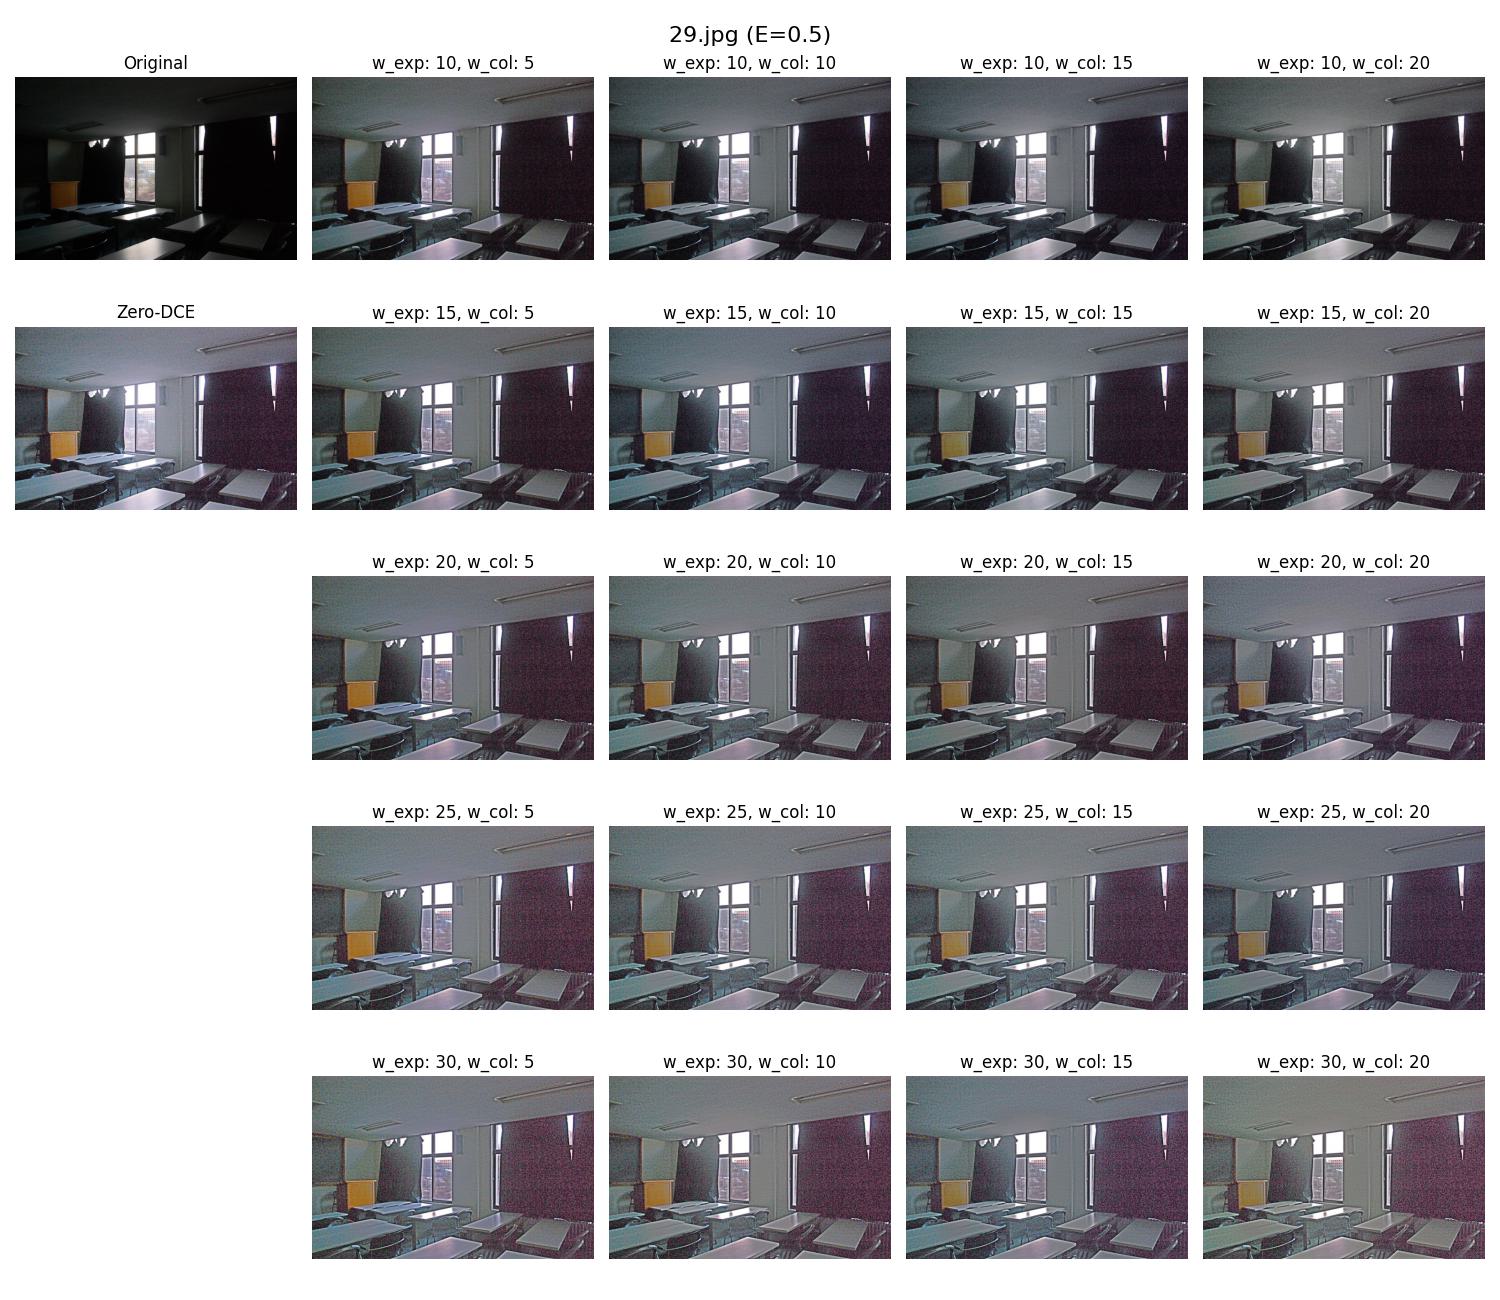 29.jpg (E=0.5)
Original
w_exp: 10, w_col: 5
w_exp: 10, w_col: 10
w_exp: 10, w_col: 15
w_exp: 10, w_col: 20
Zero-DCE
w_exp: 15, w_col: 5
w_exp: 15, w_col: 10
w_exp: 15, w_col: 15
w_exp: 15, w_col: 20
w_exp: 20, w_col: 5
w_exp: 20, w_col: 10
w_exp: 20, w_col: 15
w_exp: 20, w_col: 20
w_exp: 25, w_col: 5
w_exp: 25, w_col: 10
w_exp: 25, w_col: 15
w_exp: 25, w_col: 20
w_exp: 30, w_col: 5
w_exp: 30, w_col: 10
w_exp: 30, w_col: 15
w_exp: 30, w_col: 20